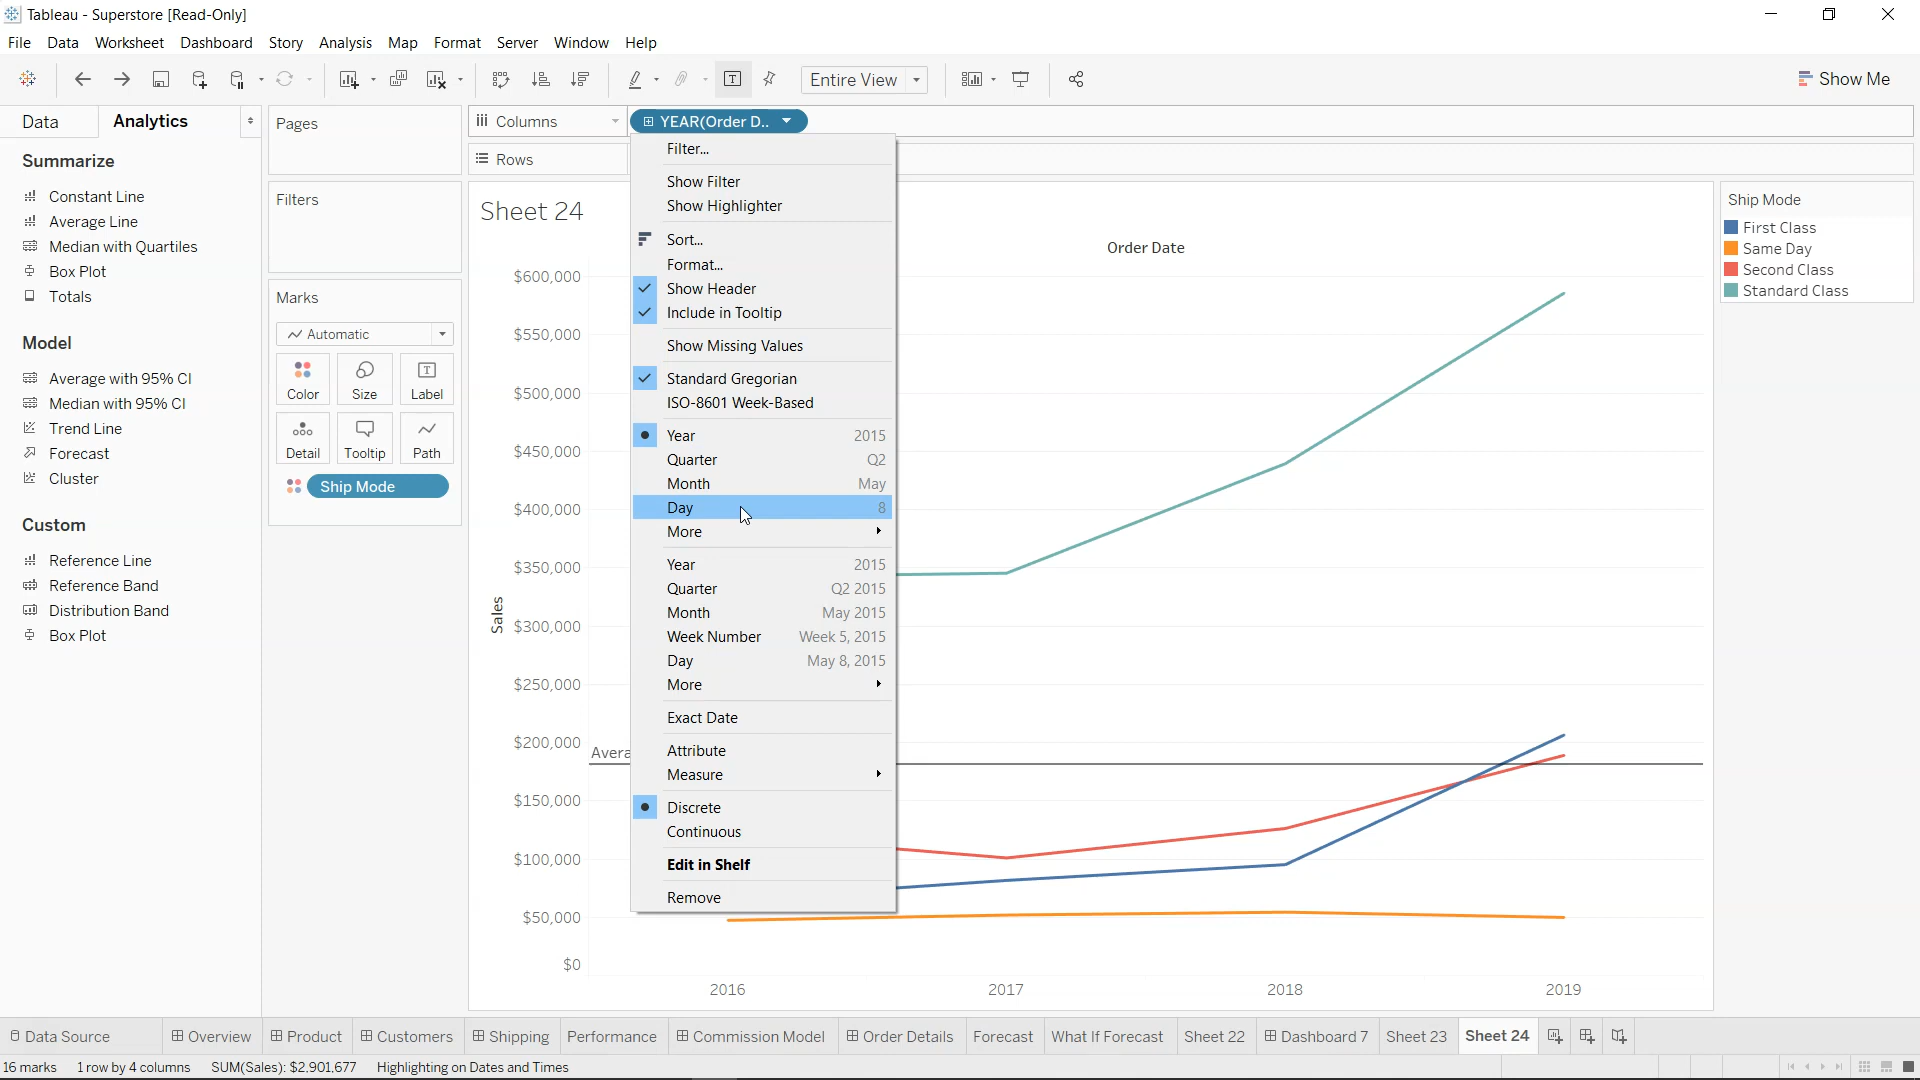 Tableau - Superstore [Read-Only]
File Data Worksheet Dashboard Story Analysis Map Format Server Window Help
Entire View
Show Me
Data
Analytics
Pages
Columns
YEAR(Order D..
Rows
Summarize
Constant Line
Average Line
Median with Quartiles
Box Plot
Totals
Model
Average with 95% CI
Median with 95% CI
Trend Line
Forecast
Cluster
Custom
Reference Line
Reference Band
Distribution Band
Box Plot
Filters
Marks
Automatic
Color Size Label
Detail Tooltip Path
Ship Mode
Filter...
Show Filter
Show Highlighter
Sort...
Format...
Show Header
Include in Tooltip
Show Missing Values
Standard Gregorian
ISO-8601 Week-Based
Year 2015
Quarter Q2
Month May
Day 8
More
Year 2015
Quarter Q2 2015
Month May 2015
Week Number Week 5, 2015
Day May 8, 2015
More
Exact Date
Attribute
Measure
Discrete
Continuous
Edit in Shelf
Remove
Sheet 24
Order Date
Sales
$600,000
$550,000
$500,000
$450,000
$400,000
$350,000
$300,000
$250,000
$200,000
$150,000
$100,000
$50,000
$0
Avera
2016 2017 2018 2019
Ship Mode
First Class
Same Day
Second Class
Standard Class
Data Source Overview Product Customers Shipping Performance Commission Model Order Details Forecast What If Forecast Sheet 22 Dashboard 7 Sheet 23 Sheet 24
16 marks 1 row by 4 columns SUM(Sales): $2,901,677 Highlighting on Dates and Times